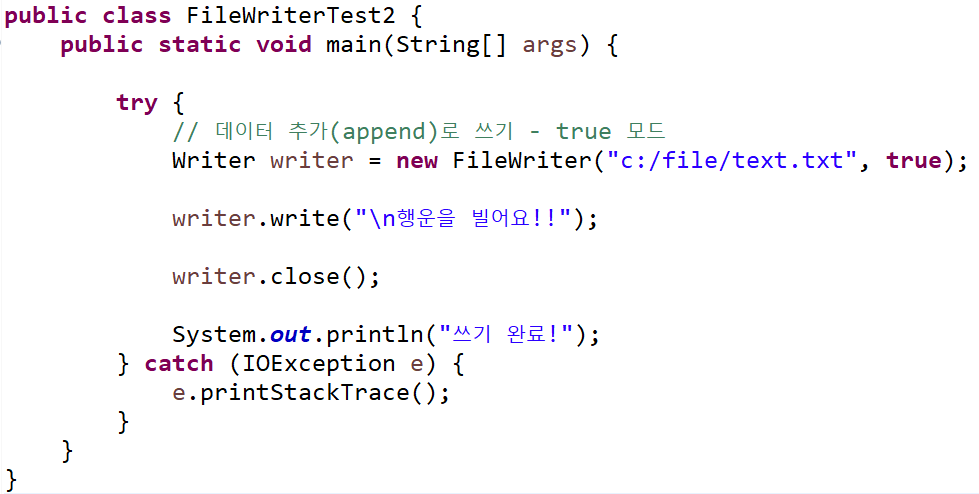 public class FileWriterTest2 {
    public static void main(String[] args) {
        try {
            // 데이터 추가(append)로 쓰기 - true 모드
            Writer writer = new FileWriter("c:/file/text.txt", true);
            writer.write("\n행운을 빌어요!!");
            writer.close();
            System.out.println("쓰기 완료!");
        } catch (IOException e) {
            e.printStackTrace();
        }
    }
}